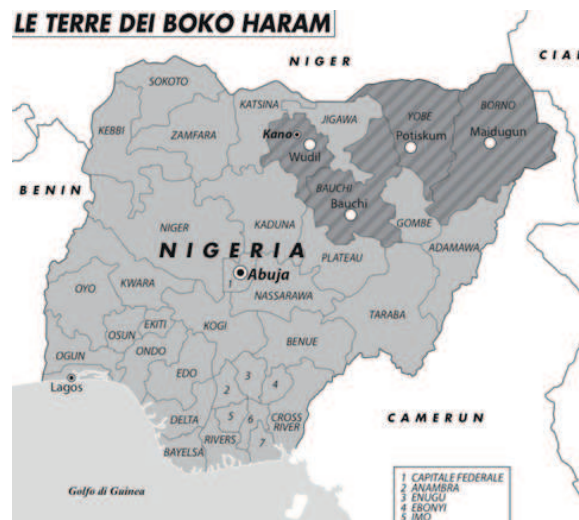 LE TERRE DEI BOKO HARAM
NIGER
CIAD
SOKOTO
KATSINA
JIGAWA
YOBE
BORNO
KEBBI
ZAMFARA
Kano
Wudil
Potiskum
Maidugun
BENIN
BAUCHI
Bauchi
GOMBE
ADAMAWA
NIGER
KADUNA
NIGERIA
PLATEAU
1
Abuja
NASSARAWA
OYO
KWARA
TARABA
EKITI
KOGI
OSUN
BENUE
OGUN
ONDO
EDO
Lagos
2
3
4
DELTA
5
6
CROSS
RIVER
CAMERUN
RIVERS
BAYELSA
7
Golfo di Guinea
1 CAPITALE FEDERALE
2 ANAMBRA
3 ENUGU
4 EBONYI
5 IMO